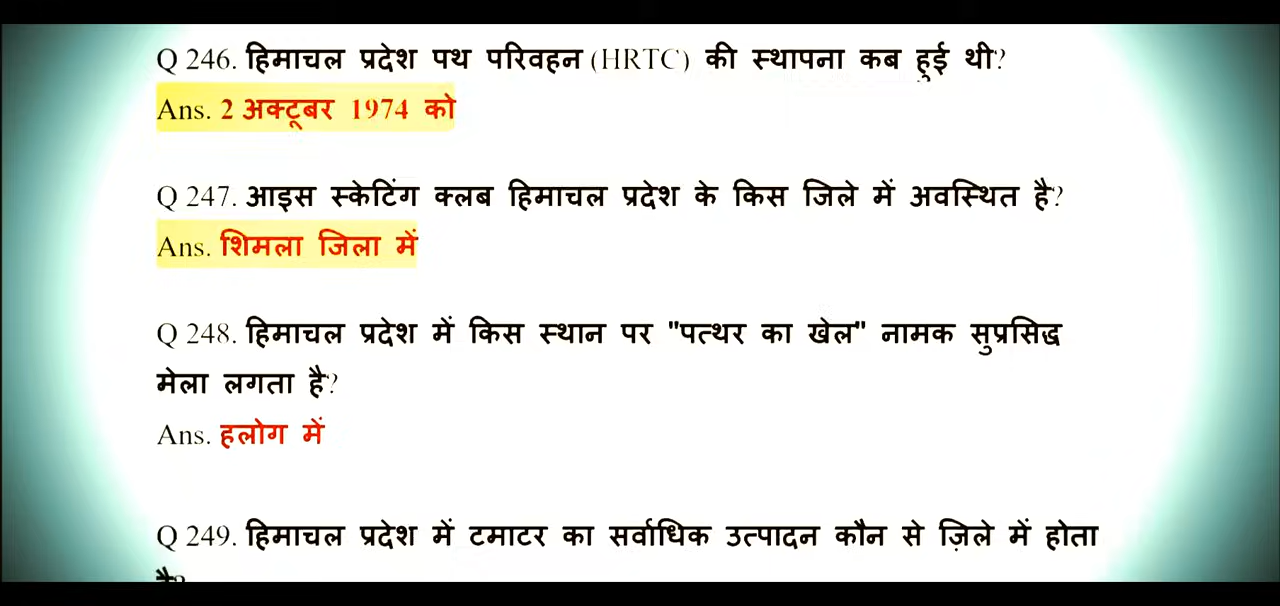 Q 246. हिमाचल प्रदेश पथ परिवहन (HRTC) की स्थापना कब हुई थी?
Ans. 2 अक्टूबर 1974 को
Q 247. आइस स्केटिंग क्लब हिमाचल प्रदेश के किस जिले में अवस्थित है?
Ans. शिमला जिला में
Q 248. हिमाचल प्रदेश में किस स्थान पर "पत्थर का खेल" नामक सुप्रसिद्ध
मेला लगता है?
Ans. हलोग में
Q 249. हिमाचल प्रदेश में टमाटर का सर्वाधिक उत्पादन कौन से ज़िले में होता
है?